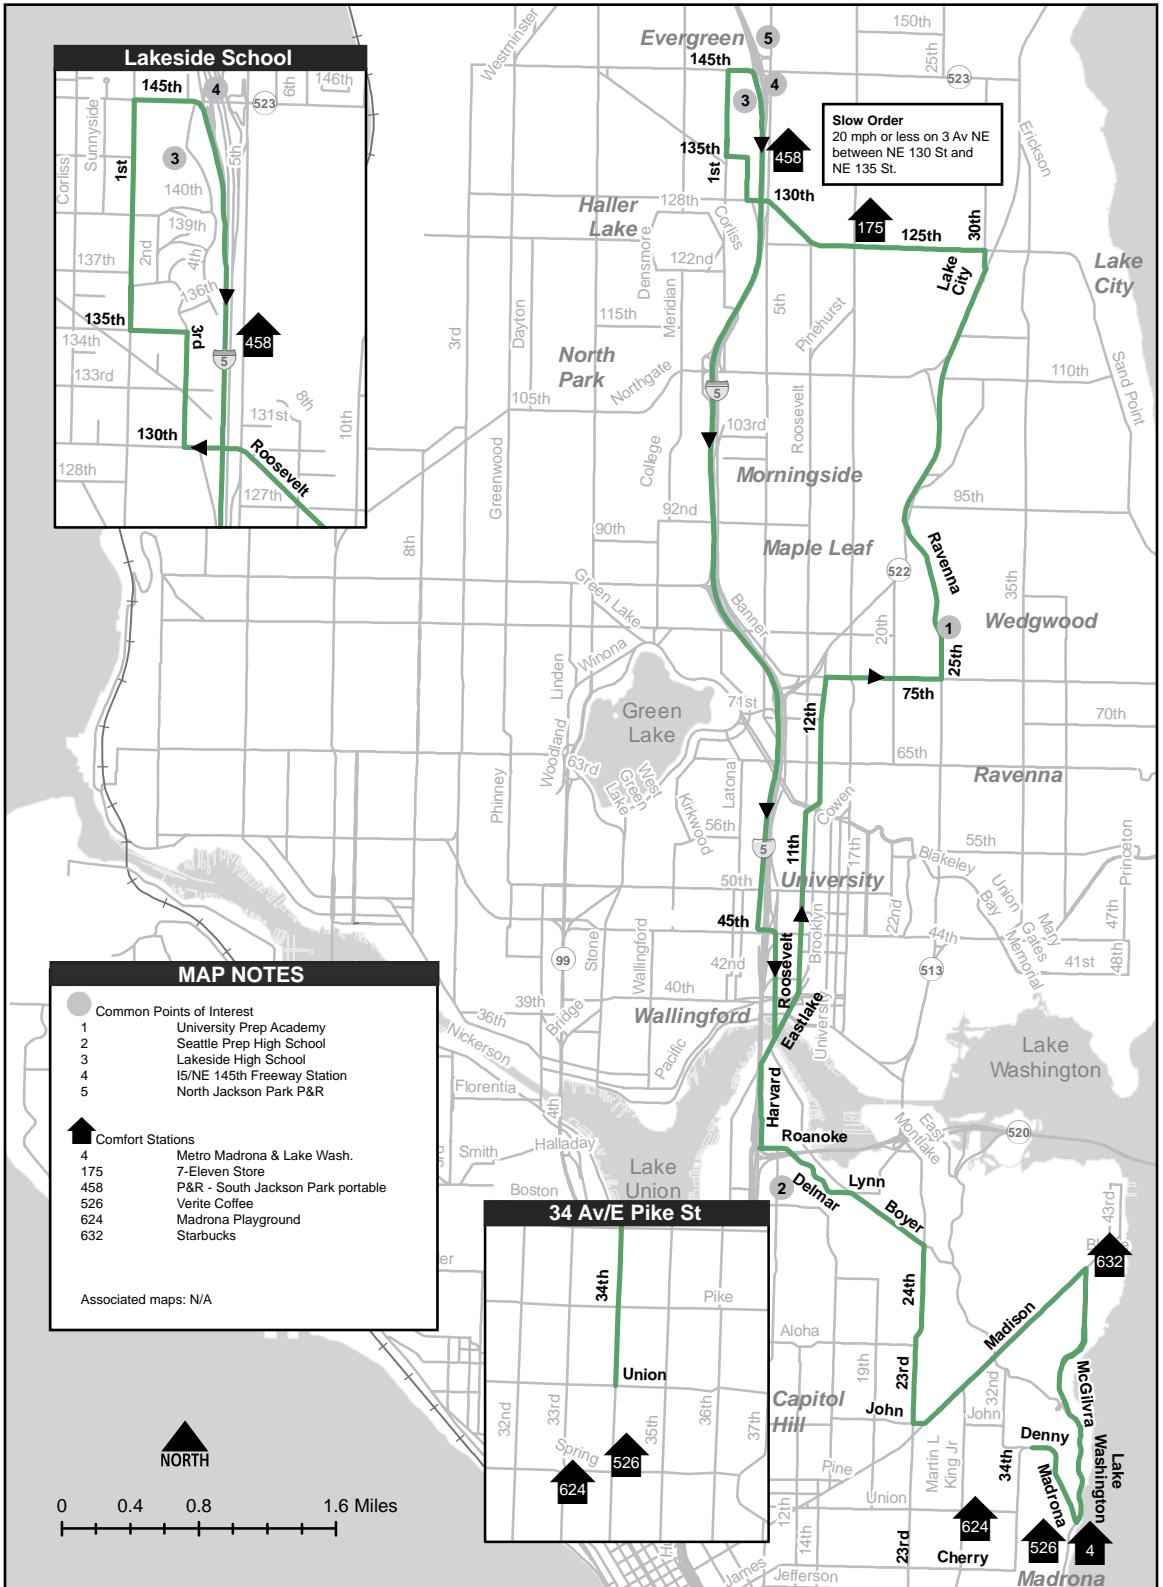 Evergreen
5
150th
25th
Westminster
145th
4
3
523
Slow Order
20 mph or less on 3 Av NE
between NE 130 St and
NE 135 St.
Erickson
135th
1st
458
130th
128th
Haller
Lake
Corliss
175
125th
30th
Densmore
122nd
Lake
City
Lake
City
5th
Meridian
115th
Pinehurst
3rd
Dayton
North
Park
Northgate
105th
5
Roosevelt
110th
Sand Point
103rd
Greenwood
College
Morningside
95th
92nd
8th
90th
Maple Leaf
Ravenna
522
35th
Green Lake
Banner
20th
1
Wedgwood
Winona
Linden
25th
75th
71st
12th
Green
Lake
70th
Woodland
63rd
65th
West
Green
Lake
Latona
Ravenna
Phinney
Kirkwood
56th
Cowen
5
11th
17th
55th
Blakeley
Princeton
50th
University
Union
Bay
22nd
47th
45th
Brooklyn
44th
Mary
Gates
Memorial
99
Stone
Wallingford
42nd
Roosevelt
513
41st
48th
40th
39th
Wallingford
36th
Bridge
Eastlake
University
Nickerson
Pacific
Lake
Washington
Florentia
Harvard
4th
Roanoke
East
Montlake
520
Halladay
3rd
Smith
Lake
Union
Boston
2
Delmar
Lynn
Boyer
43rd
632
24th
Madison
Aloha
19th
23rd
32nd
McGilvra
Capitol
Hill
John
John
Denny
Lake
Washington
34th
Martin L
King Jr
Pine
Madrona
Union
12th
14th
23rd
624
Cherry
526
4
James
Jefferson
Madrona
Lakeside School
145th
4
6th
146th
523
Sunnyside
Corliss
1st
3
5th
140th
139th
2nd
4th
137th
136th
135th
3rd
134th
458
5
133rd
8th
131st
10th
130th
Roosevelt
128th
127th
MAP NOTES
Common Points of Interest
1 University Prep Academy
2 Seattle Prep High School
3 Lakeside High School
4 I5/NE 145th Freeway Station
5 North Jackson Park P&R
Comfort Stations
4 Metro Madrona & Lake Wash.
175 7-Eleven Store
458 P&R - South Jackson Park portable
526 Verite Coffee
624 Madrona Playground
632 Starbucks
Associated maps: N/A
34 Av/E Pike St
34th
Pike
Union
32nd
33rd
35th
36th
37th
Spring
526
624
NORTH
0 0.4 0.8 1.6 Miles